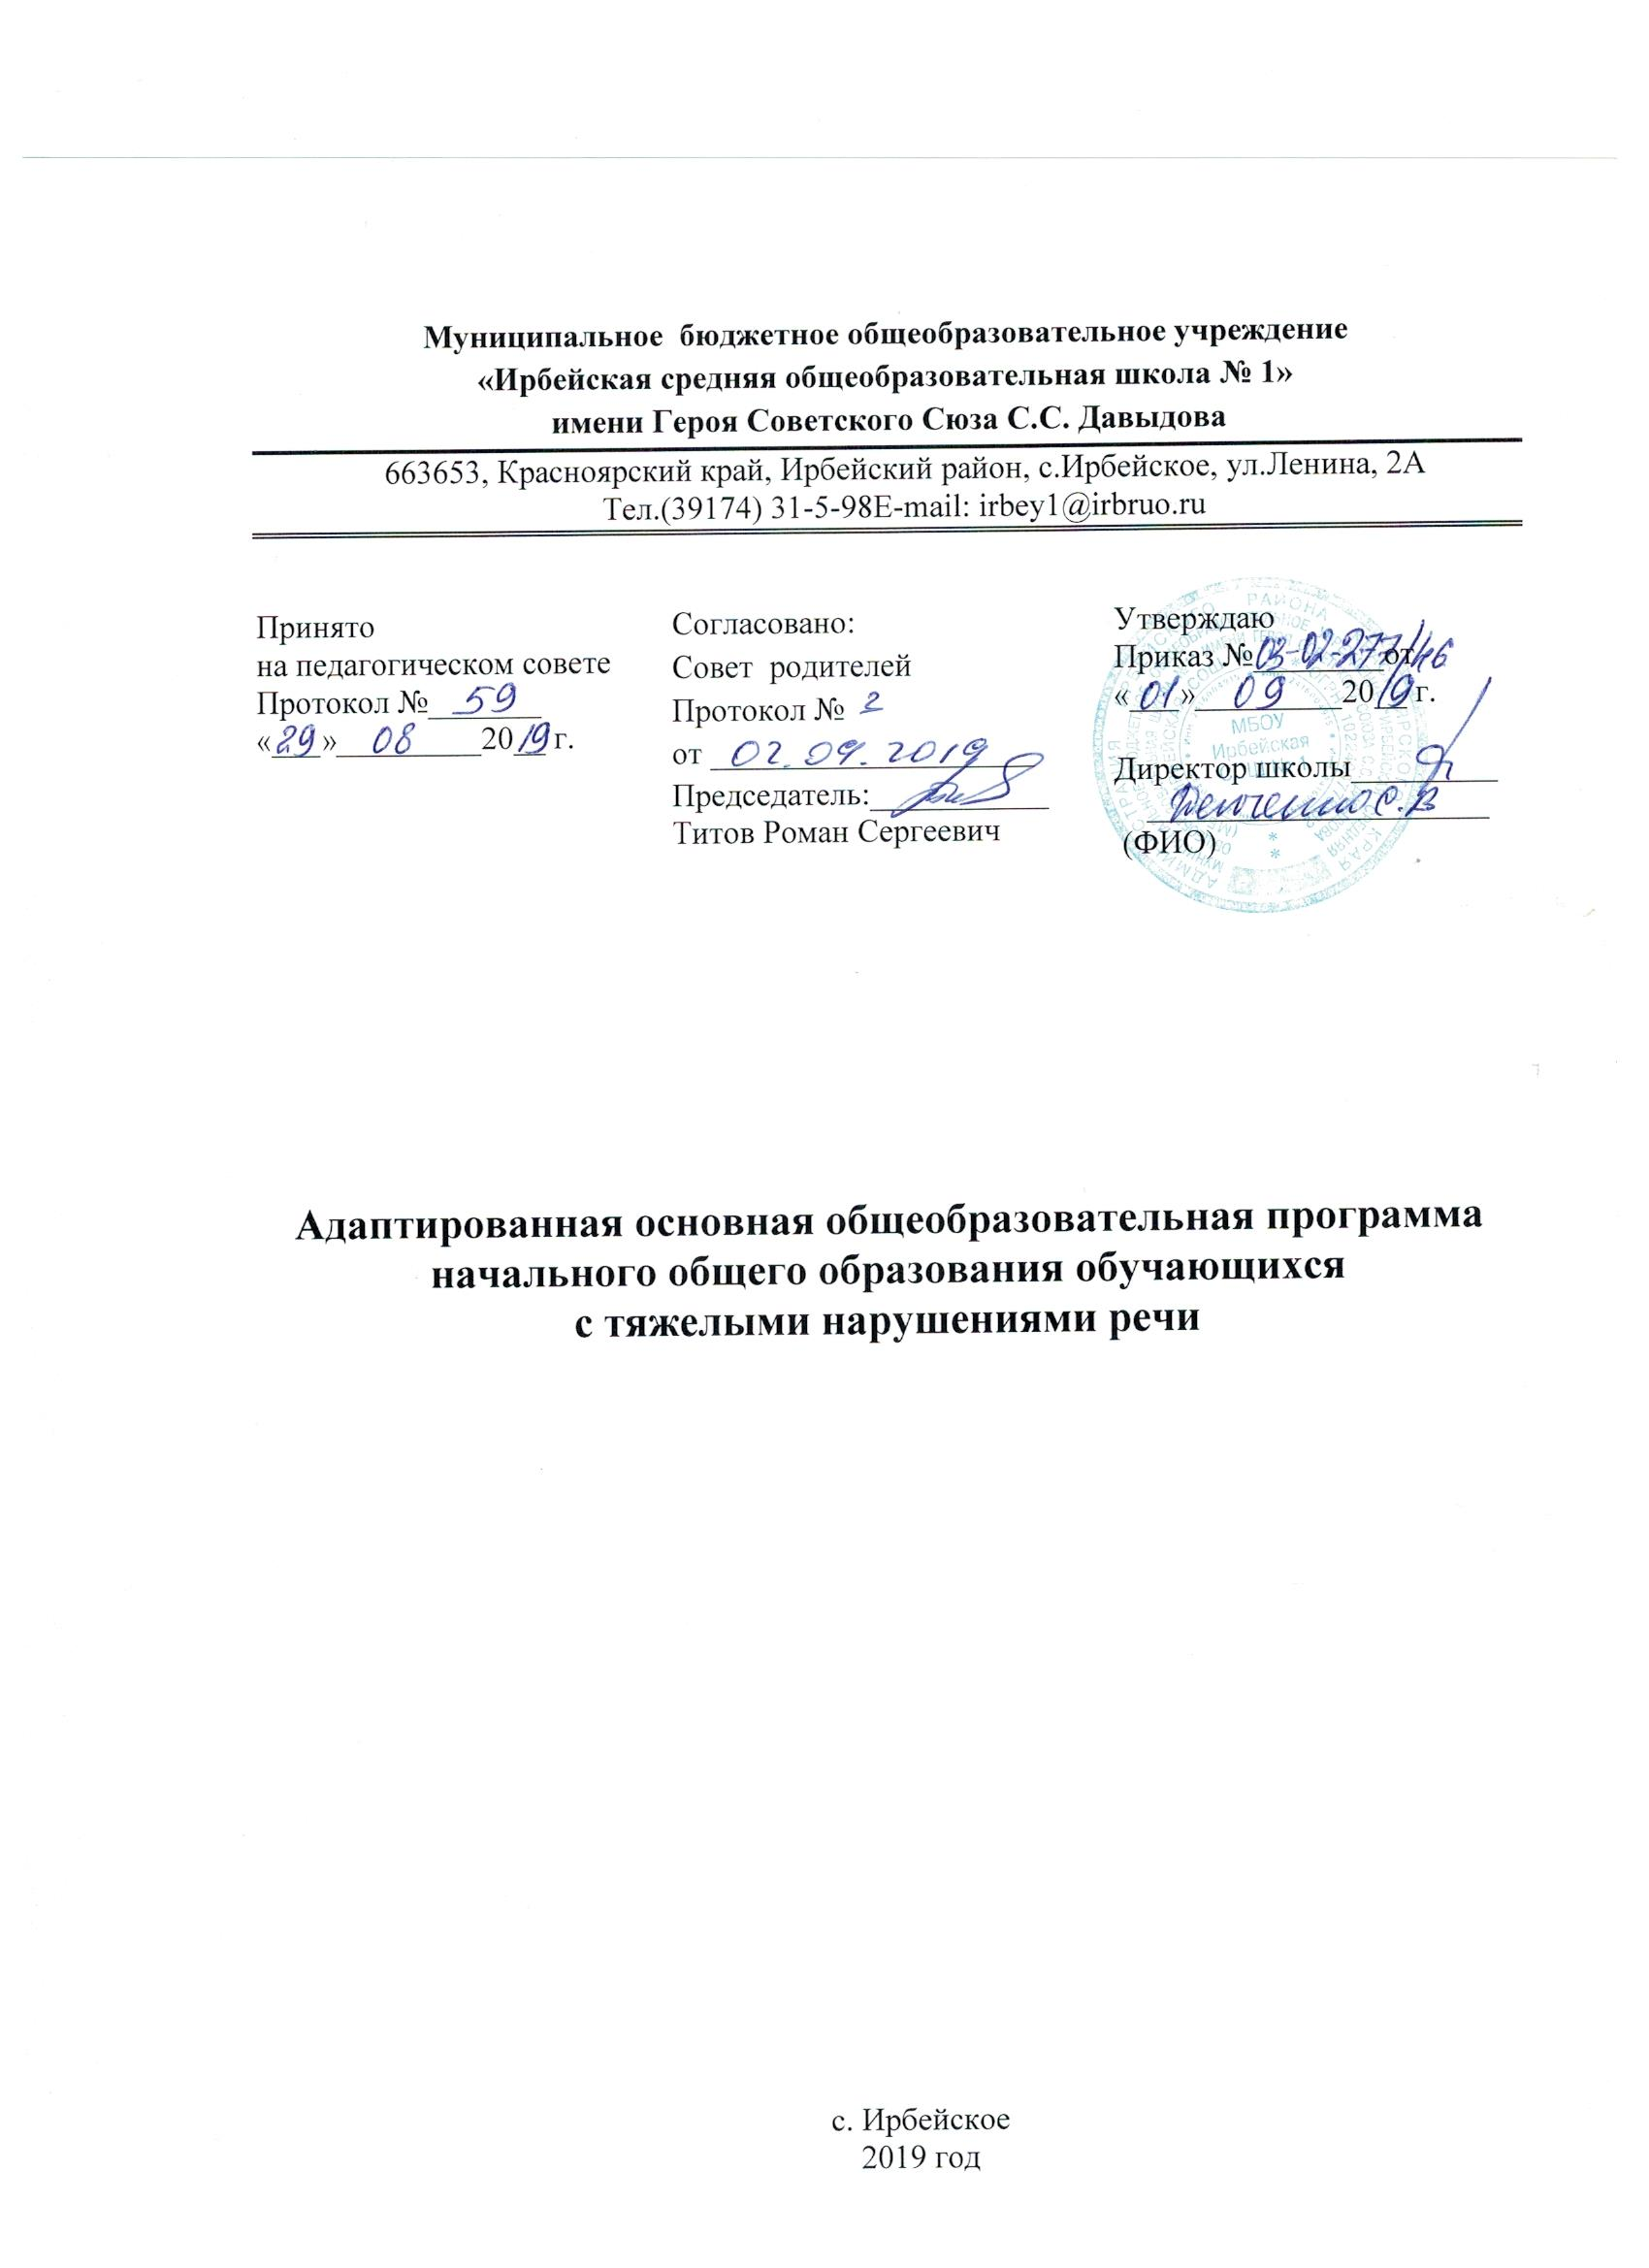 Муниципальное бюджетное общеобразовательное учреждение
«Ирбейская средняя общеобразовательная школа № 1»
имени Героя Советского Сюза С.С. Давыдова
663653, Красноярский край, Ирбейский район, с.Ирбейское, ул.Ленина, 2А
Тел.(39174) 31-5-98E-mail: irbey1@irbruo.ru
Принято
на педагогическом совете
Протокол № 59
«29» 08 2019 г.
Согласовано:
Совет родителей
Протокол № 2
от 02.09.2019
Председатель:
Титов Роман Сергеевич
Утверждаю
Приказ № 03-02-277/46 от
«01» 09 2019 г.
Директор школы
(ФИО)
МБОУ
Ирбейская
Адаптированная основная общеобразовательная программа
начального общего образования обучающихся
с тяжелыми нарушениями речи
с. Ирбейское
2019 год